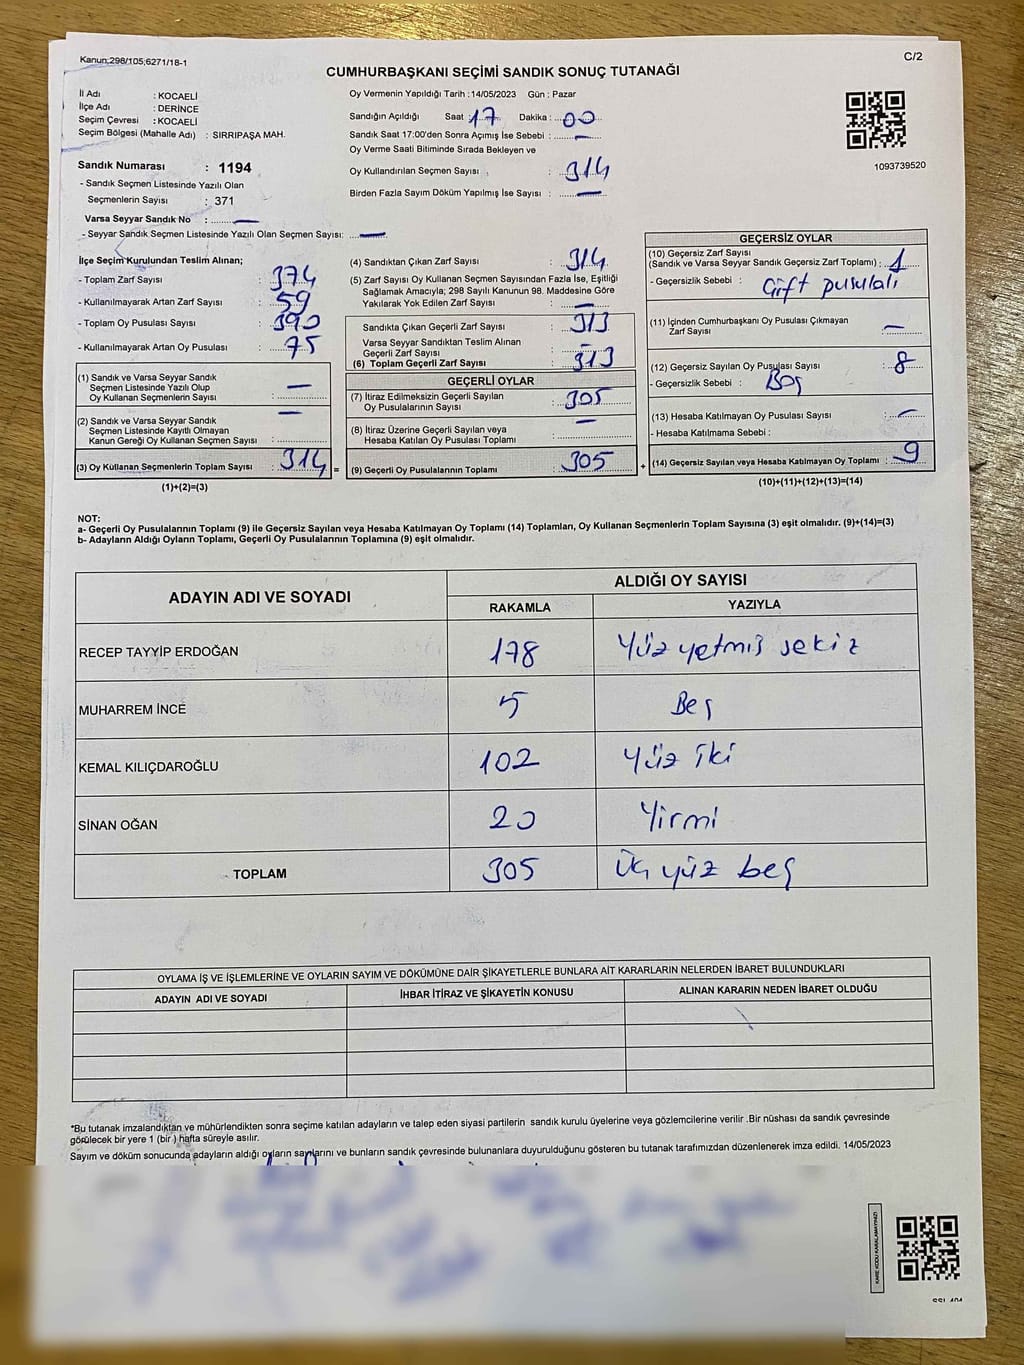 Kanun;298/105;6271/18-1
C/2
CUMHURBAŞKANI SEÇİMİ SANDIK SONUÇ TUTANAĞI
İl Adı : KOCAELİ
İlçe Adı : DERİNCE
Seçim Çevresi : KOCAELİ
Seçim Bölgesi (Mahalle Adı) : SIRRIPAŞA MAH.
Sandık Numarası : 1194
- Sandık Seçmen Listesinde Yazılı Olan
Seçmenlerin Sayısı : 371
Varsa Seyyar Sandık No : —
- Seyyar Sandık Seçmen Listesinde Yazılı Olan Seçmen Sayısı: —
Oy Vermenin Yapıldığı Tarih :14/05/2023 Gün : Pazar
Sandığın Açıldığı Saat : 17 Dakika : 00
Sandık Saat 17:00'den Sonra Açımış İse Sebebi : —
Oy Verme Saati Bitiminde Sırada Bekleyen ve
Oy Kullandırılan Seçmen Sayısı : 314
Birden Fazla Sayım Döküm Yapılmış İse Sayısı : —
1093739520
İlçe Seçim Kurulundan Teslim Alınan;
- Toplam Zarf Sayısı : 374
- Kullanılmayarak Artan Zarf Sayısı : 59
- Toplam Oy Pusulası Sayısı : 390
- Kullanılmayarak Artan Oy Pusulası : 75
(1) Sandık ve Varsa Seyyar Sandık
Seçmen Listesinde Yazılı Olup
Oy Kullanan Seçmenlerin Sayısı : —
(2) Sandık ve Varsa Seyyar Sandık
Seçmen Listesinde Kayıtlı Olmayan
Kanun Gereği Oy Kullanan Seçmen Sayısı : —
(3) Oy Kullanan Seçmenlerin Toplam Sayısı : 314 =
(1)+(2)=(3)
(4) Sandıktan Çıkan Zarf Sayısı : 314
(5) Zarf Sayısı Oy Kullanan Seçmen Sayısından Fazla İse, Eşitliği
Sağlamak Amacıyla; 298 Sayılı Kanunun 98. Maddesine Göre
Yakılarak Yok Edilen Zarf Sayısı : —
Sandıkta Çıkan Geçerli Zarf Sayısı : 313
Varsa Seyyar Sandıktan Teslim Alınan
Geçerli Zarf Sayısı : —
(6) Toplam Geçerli Zarf Sayısı : 313
GEÇERLİ OYLAR
(7) İtiraz Edilmeksizin Geçerli Sayılan
Oy Pusulalarının Sayısı : 305
(8) İtiraz Üzerine Geçerli Sayılan veya
Hesaba Katılan Oy Pusulası Toplamı : —
(9) Geçerli Oy Pusulalarının Toplamı : 305 +
GEÇERSİZ OYLAR
(10) Geçersiz Zarf Sayısı
(Sandık ve Varsa Seyyar Sandık Geçersiz Zarf Toplamı) : 1
- Geçersizlik Sebebi : Çift pusulalı
(11) İçinden Cumhurbaşkanı Oy Pusulası Çıkmayan
Zarf Sayısı : —
(12) Geçersiz Sayılan Oy Pusulası Sayısı : 8
- Geçersizlik Sebebi : Boş
(13) Hesaba Katılmayan Oy Pusulası Sayısı : —
- Hesaba Katılmama Sebebi :
(14) Geçersiz Sayılan veya Hesaba Katılmayan Oy Toplamı : 9
(10)+(11)+(12)+(13)=(14)
NOT:
a- Geçerli Oy Pusulalarının Toplamı (9) ile Geçersiz Sayılan veya Hesaba Katılmayan Oy Toplamı (14) Toplamları, Oy Kullanan Seçmenlerin Toplam Sayısına (3) eşit olmalıdır. (9)+(14)=(3)
b- Adayların Aldığı Oyların Toplamı, Geçerli Oy Pusulalarının Toplamına (9) eşit olmalıdır.
ADAYIN ADI VE SOYADI ALDIĞI OY SAYISI
RAKAMLA YAZIYLA
RECEP TAYYİP ERDOĞAN 178 Yüz yetmiş sekiz
MUHARREM İNCE 5 Beş
KEMAL KILIÇDAROĞLU 102 Yüz iki
SİNAN OĞAN 20 Yirmi
TOPLAM 305 Üç yüz beş
OYLAMA İŞ VE İŞLEMLERİNE VE OYLARIN SAYIM VE DÖKÜMÜNE DAİR ŞİKAYETLERLE BUNLARA AİT KARARLARIN NELERDEN İBARET BULUNDUKLARI
ADAYIN ADI VE SOYADI İHBAR İTİRAZ VE ŞİKAYETİN KONUSU ALINAN KARARIN NEDEN İBARET OLDUĞU
*Bu tutanak imzalandıktan ve mühürlendikten sonra seçime katılan adayların ve talep eden siyasi partilerin sandık kurulu üyelerine veya gözlemcilerine verilir .Bir nüshası da sandık çevresinde
görülecek bir yere 1 (bir ) hafta süreyle asılır.
Sayım ve döküm sonucunda adayların aldığı oyların sayılarını ve bunların sandık çevresinde bulunanlara duyurulduğunu gösteren bu tutanak tarafımızdan düzenlenerek imza edildi. 14/05/2023
KARE KODU KARALAMAYINIZ!